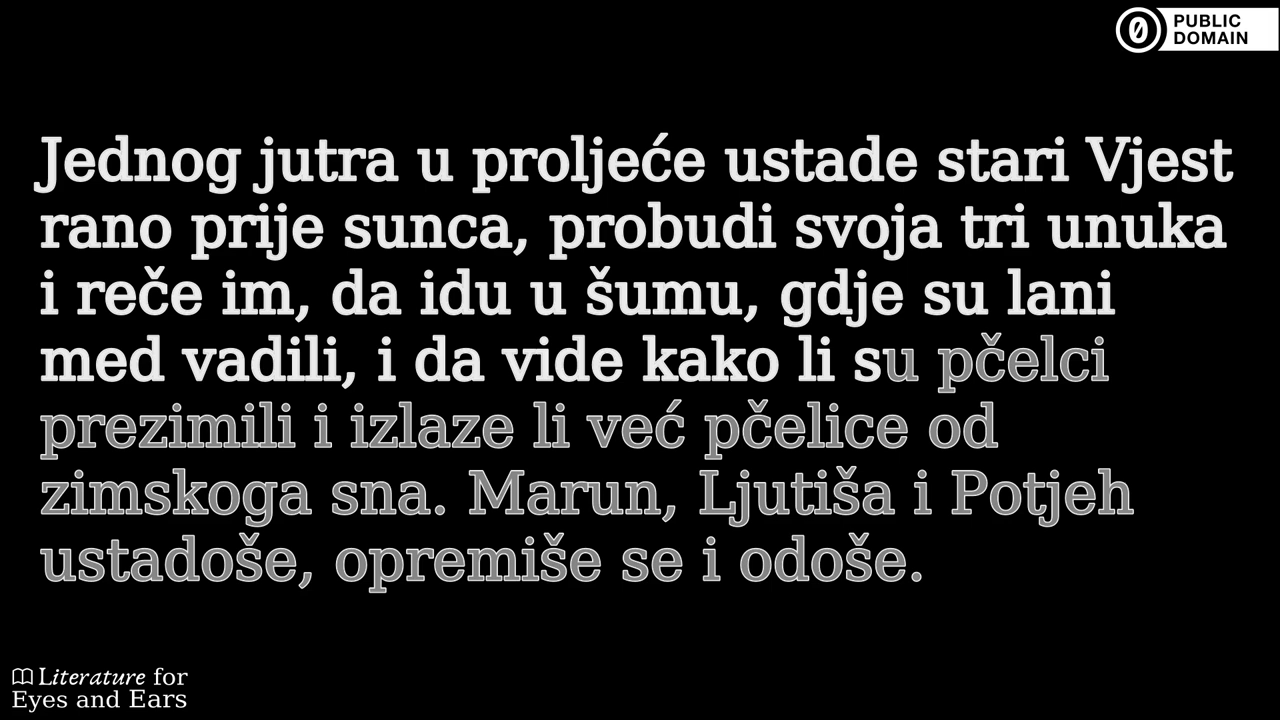 PUBLIC
DOMAIN
Jednog jutra u proljeće ustade stari Vjest
rano prije sunca, probudi svoja tri unuka
i reče im, da idu u šumu, gdje su lani
med vadili, i da vide kako li su pčelci
prezimili i izlaze li već pčelice od
zimskoga sna. Marun, Ljutiša i Potjeh
ustadoše, opremiše se i odoše.
Literature for
Eyes and Ears